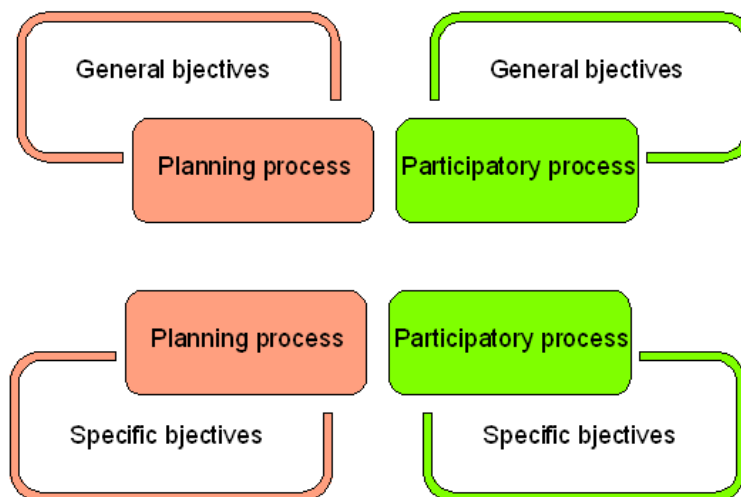 General bjectives
General bjectives
Planning process
Participatory process
Planning process
Participatory process
Specific bjectives
Specific bjectives